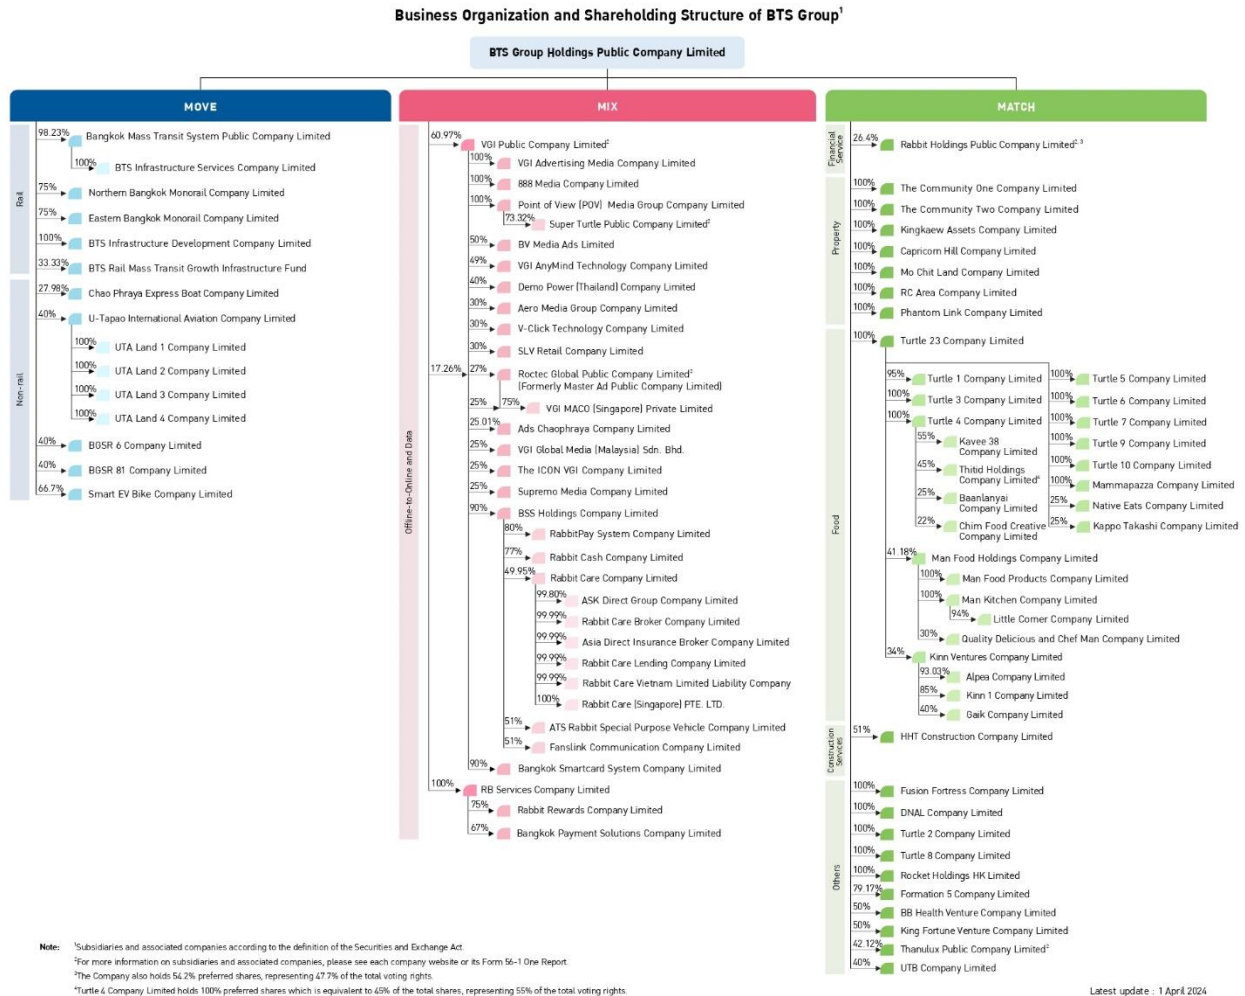 Business Organization and Shareholding Structure of BTS Group¹
BTS Group Holdings Public Company Limited
MOVE
Rail
98.23% Bangkok Mass Transit System Public Company Limited
100% BTS Infrastructure Services Company Limited
75% Northern Bangkok Monorail Company Limited
75% Eastern Bangkok Monorail Company Limited
100% BTS Infrastructure Development Company Limited
33.33% BTS Rail Mass Transit Growth Infrastructure Fund
Non-rail
27.98% Chao Phraya Express Boat Company Limited
40% U-Tapao International Aviation Company Limited
100% UTA Land 1 Company Limited
100% UTA Land 2 Company Limited
100% UTA Land 3 Company Limited
100% UTA Land 4 Company Limited
40% BGSR 6 Company Limited
40% BGSR 81 Company Limited
66.7% Smart EV Bike Company Limited
MIX
Offline-to-Online and Data
60.97% VGI Public Company Limited²
100% VGI Advertising Media Company Limited
100% 888 Media Company Limited
100% Point of View (POV) Media Group Company Limited
73.32% Super Turtle Public Company Limited²
50% BV Media Ads Limited
49% VGI AnyMind Technology Company Limited
40% Demo Power (Thailand) Company Limited
30% Aero Media Group Company Limited
30% V-Click Technology Company Limited
30% SLV Retail Company Limited
17.26% 27% Roctec Global Public Company Limited²
(Formerly Master Ad Public Company Limited)
25% 75% VGI MACO (Singapore) Private Limited
25.01% Ads Chaophraya Company Limited
25% VGI Global Media (Malaysia) Sdn. Bhd.
25% The ICON VGI Company Limited
25% Supremo Media Company Limited
90% BSS Holdings Company Limited
80% RabbitPay System Company Limited
77% Rabbit Cash Company Limited
49.95% Rabbit Care Company Limited
99.80% ASK Direct Group Company Limited
99.99% Rabbit Care Broker Company Limited
99.99% Asia Direct Insurance Broker Company Limited
99.99% Rabbit Care Lending Company Limited
99.99% Rabbit Care Vietnam Limited Liability Company
100% Rabbit Care (Singapore) PTE. LTD.
51% ATS Rabbit Special Purpose Vehicle Company Limited
51% Fanslink Communication Company Limited
90% Bangkok Smartcard System Company Limited
100% RB Services Company Limited
75% Rabbit Rewards Company Limited
67% Bangkok Payment Solutions Company Limited
MATCH
Financial
Service
26.4% Rabbit Holdings Public Company Limited²,³
Property
100% The Community One Company Limited
100% The Community Two Company Limited
100% Kingkaew Assets Company Limited
100% Capricorn Hill Company Limited
100% Mo Chit Land Company Limited
100% RC Area Company Limited
100% Phantom Link Company Limited
Food
100% Turtle 23 Company Limited
95% Turtle 1 Company Limited
100% Turtle 3 Company Limited
100% Turtle 4 Company Limited
55% Kavee 38
Company Limited
45% Thitid Holdings
Company Limited⁴
25% Baanlanyai
Company Limited
22% Chim Food Creative
Company Limited
100% Turtle 5 Company Limited
100% Turtle 6 Company Limited
100% Turtle 7 Company Limited
100% Turtle 9 Company Limited
100% Turtle 10 Company Limited
100% Mammapazza Company Limited
25% Native Eats Company Limited
25% Kappo Takashi Company Limited
41.18% Man Food Holdings Company Limited
100% Man Food Products Company Limited
100% Man Kitchen Company Limited
94% Little Corner Company Limited
30% Quality Delicious and Chef Man Company Limited
34% Kinn Ventures Company Limited
93.03% Alpea Company Limited
85% Kinn 1 Company Limited
40% Gaik Company Limited
Construction
Services
51% HHT Construction Company Limited
Others
100% Fusion Fortress Company Limited
100% DNAL Company Limited
100% Turtle 2 Company Limited
100% Turtle 8 Company Limited
100% Rocket Holdings HK Limited
79.17% Formation 5 Company Limited
50% BB Health Venture Company Limited
50% King Fortune Venture Company Limited
42.12% Thanulux Public Company Limited²
40% UTB Company Limited
Note: ¹Subsidiaries and associated companies according to the definition of the Securities and Exchange Act.
²For more information on subsidiaries and associated companies, please see each company website or its Form 56-1 One Report.
³The Company also holds 54.2% preferred shares, representing 47.7% of the total voting rights.
⁴Turtle 4 Company Limited holds 100% preferred shares which is equivalent to 45% of the total shares, representing 55% of the total voting rights.
Latest update : 1 April 2024